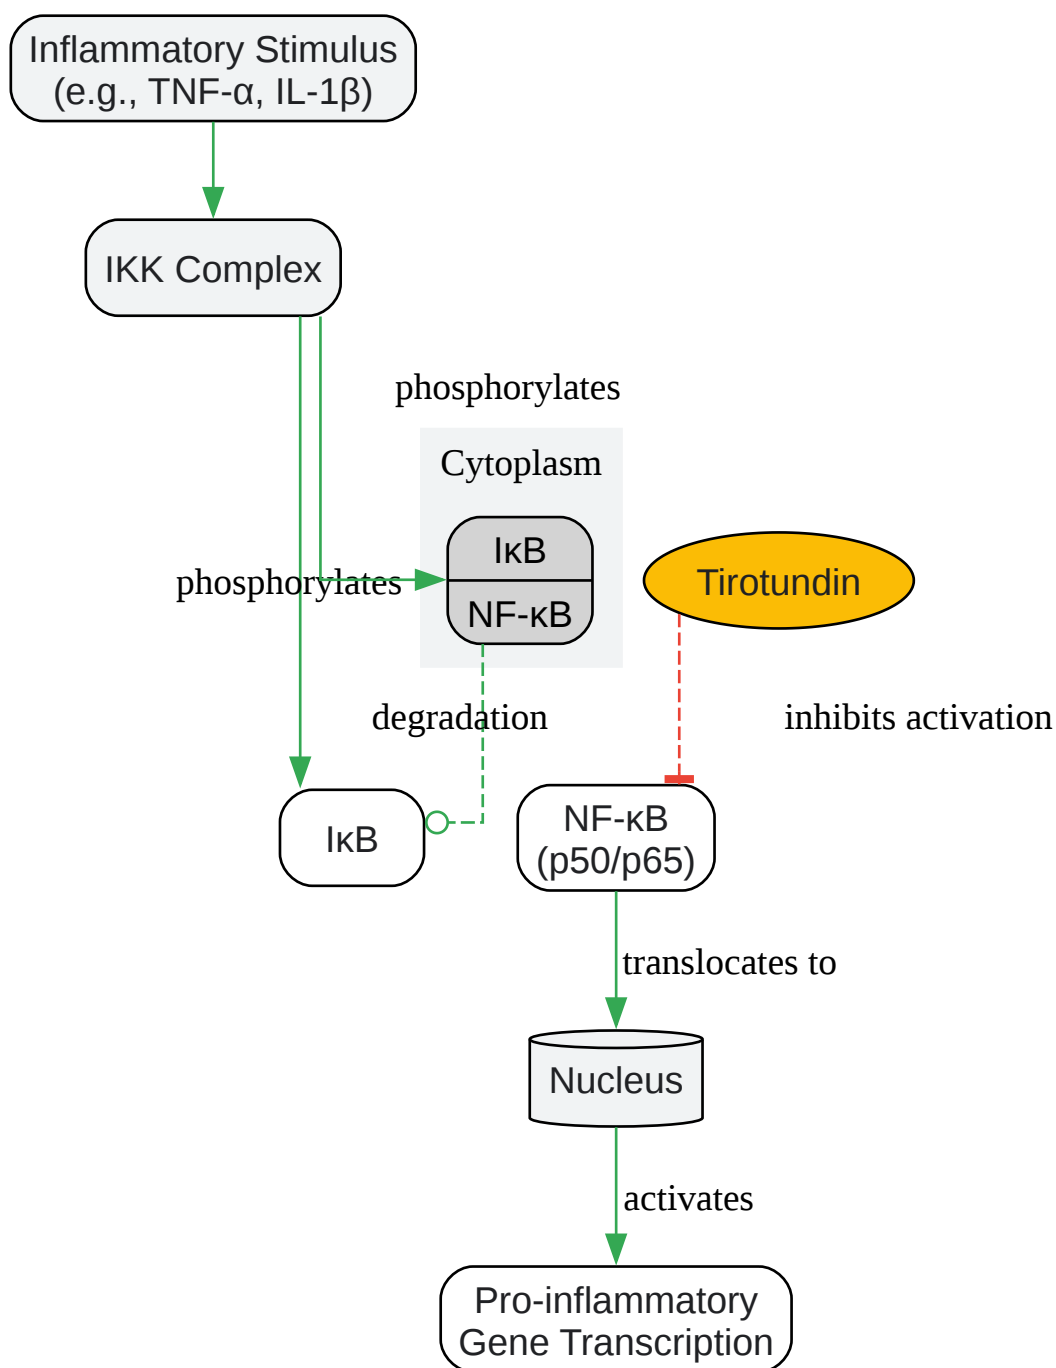 Inflammatory Stimulus
(e.g., TNF-α, IL-1β)
IKK Complex
phosphorylates
Cytoplasm
IκB
NF-κB
phosphorylates
Tirotundin
degradation
inhibits activation
IκB
NF-κB
(p50/p65)
translocates to
Nucleus
activates
Pro-inflammatory
Gene Transcription